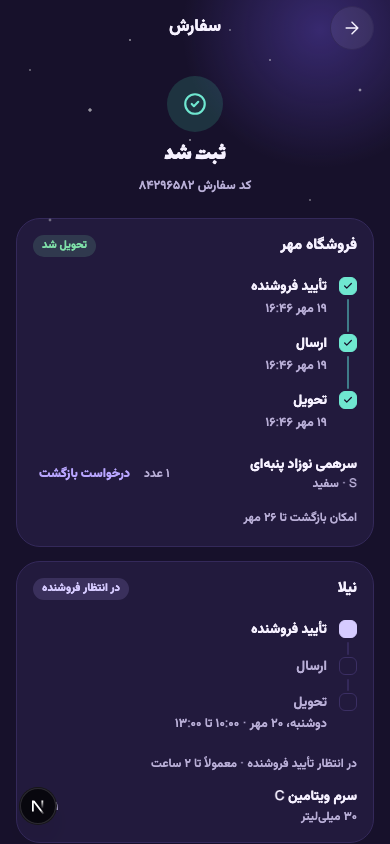 سفارش
ثبت شد
کد سفارش ۸۴۲۹۶۵۸۲
فروشگاه مهر
تحویل شد
تأیید فروشنده
۱۹ مهر ۱۶:۴۶
ارسال
۱۹ مهر ۱۶:۴۶
تحویل
۱۹ مهر ۱۶:۴۶
سرهمی نوزاد پنبه‌ای
S · سفید
۱ عدد
درخواست بازگشت
امکان بازگشت تا ۲۶ مهر
نیلا
در انتظار فروشنده
تأیید فروشنده
ارسال
تحویل
دوشنبه، ۲۰ مهر · ۱۰:۰۰ تا ۱۳:۰۰
در انتظار تأیید فروشنده · معمولاً تا ۲ ساعت
سرم ویتامین C
۳۰ میلی‌لیتر
N